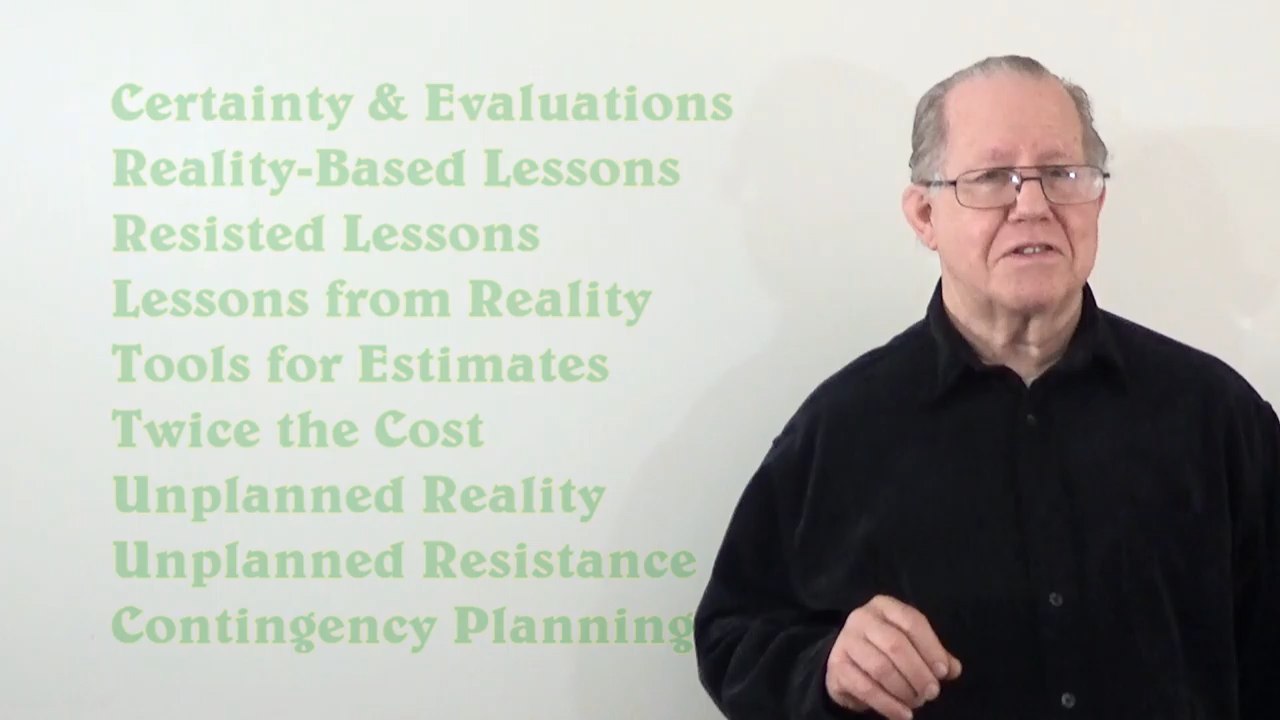 Certainty & Evaluations
Reality-Based Lessons
Resisted Lessons
Lessons from Reality
Tools for Estimates
Twice the Cost
Unplanned Reality
Unplanned Resistance
Contingency Planning